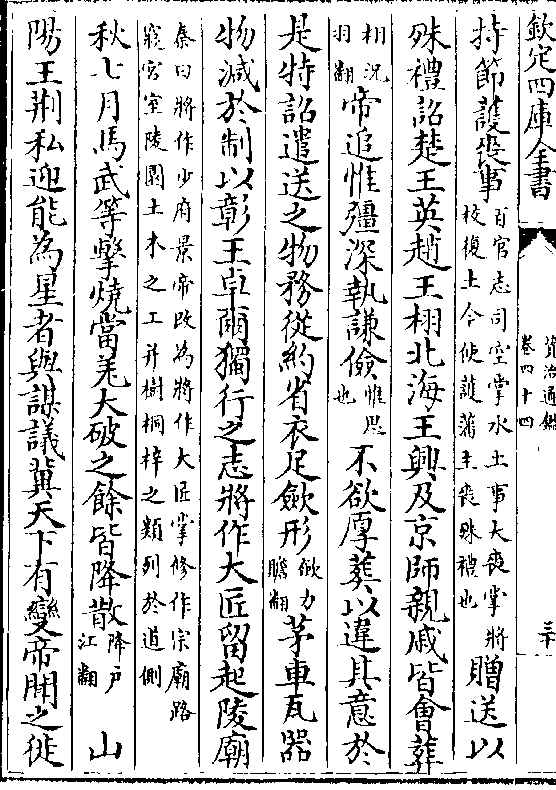 欽定四庫全書
資治通鑑
卷四十四
三十
持節護喪事百官志司空掌水土事大喪掌將校復土今使護藩王喪殊禮也贈送以
殊禮詔楚王英趙王栩北海王興及京師親戚皆會葬
栩況羽翻帝追惟彊深執謙儉惟思也不欲厚葬以違其意於
是特詔遣送之物務從約省衣足斂形斂力贍翻茅車瓦器
物減於制以彰王卓爾獨行之志將作大匠留起陵廟
秦曰將作少府景帝改為將作大匠掌修作宗廟路寢宮室陵園土木之工并樹桐梓之類列於道側
秋七月馬武等擊燒當羌大破之餘皆降散降戶江翻山
陽王荆私迎能為星者與謀議冀天下有變帝聞之徙